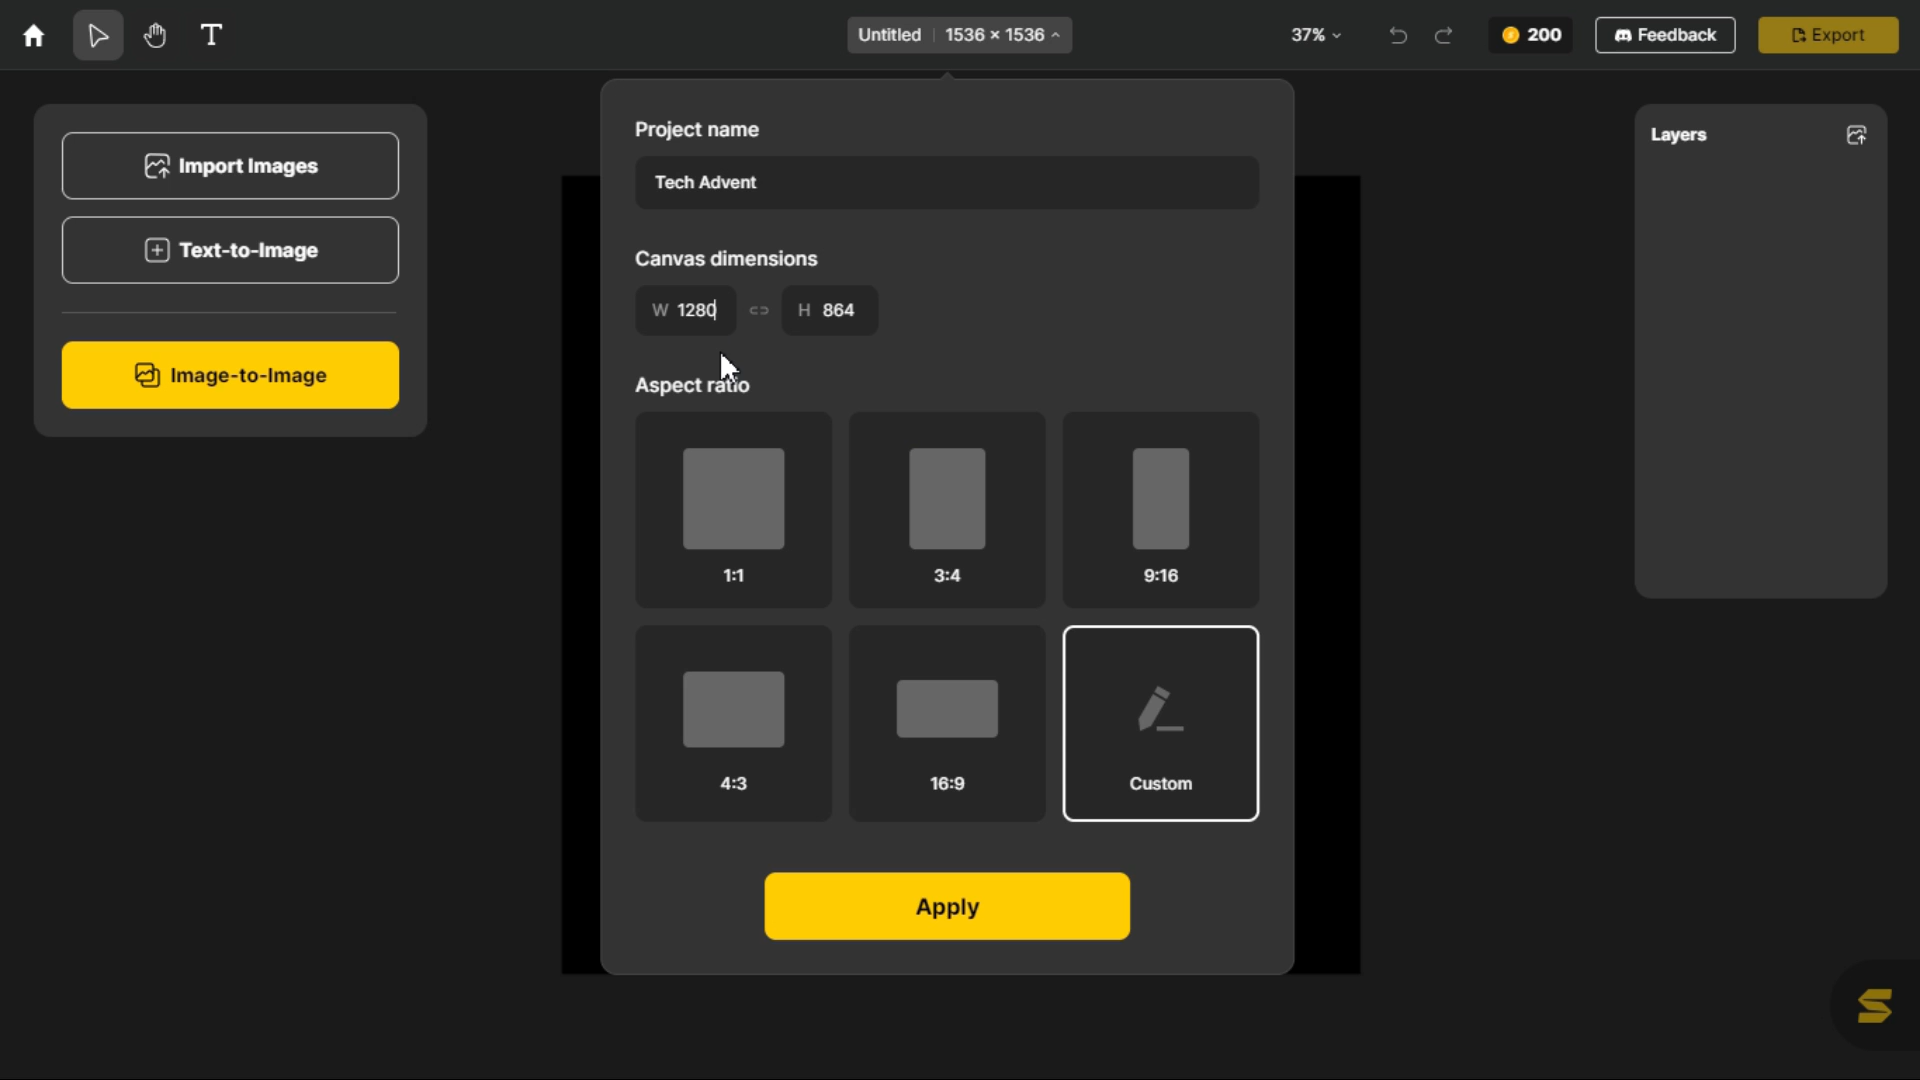 T
Untitled 1536 × 1536
37%
200
Feedback
Export
Import Images
Text-to-Image
Image-to-Image
Project name
Tech Advent
Canvas dimensions
W 1280 H 864
Aspect ratio
1:1 3:4 9:16
4:3 16:9 Custom
Apply
Layers